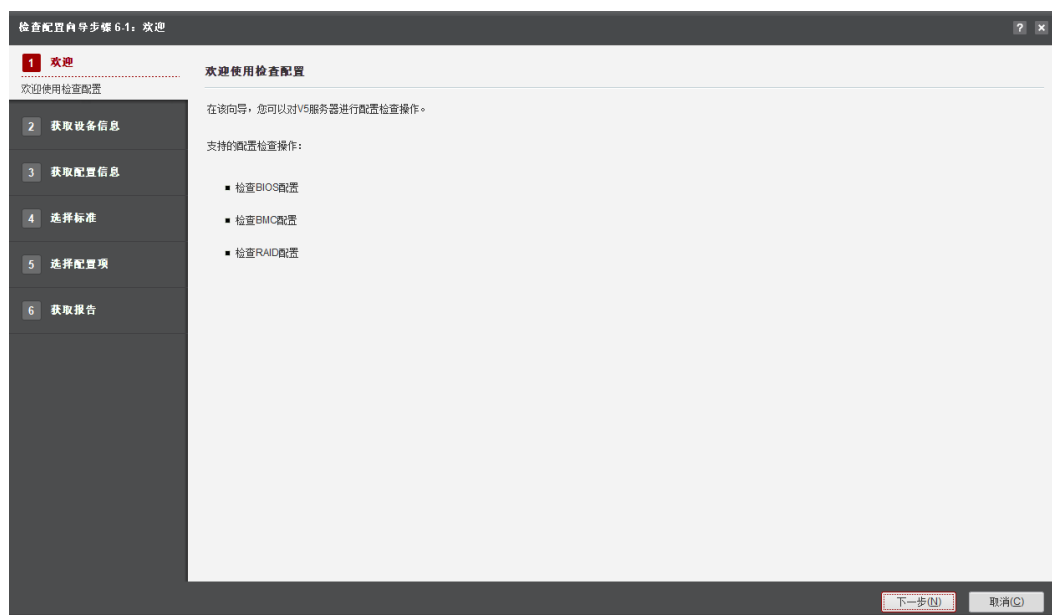 检查配置向导步骤 6-1：欢迎
? ×
1 欢迎
欢迎使用检查配置
2 获取设备信息
3 获取配置信息
4 选择标准
5 选择配置项
6 获取报告
欢迎使用检查配置
在该向导，您可以对V5服务器进行配置检查操作。
支持的配置检查操作：
■ 检查BIOS配置
■ 检查BMC配置
■ 检查RAID配置
下一步(N) 取消(C)